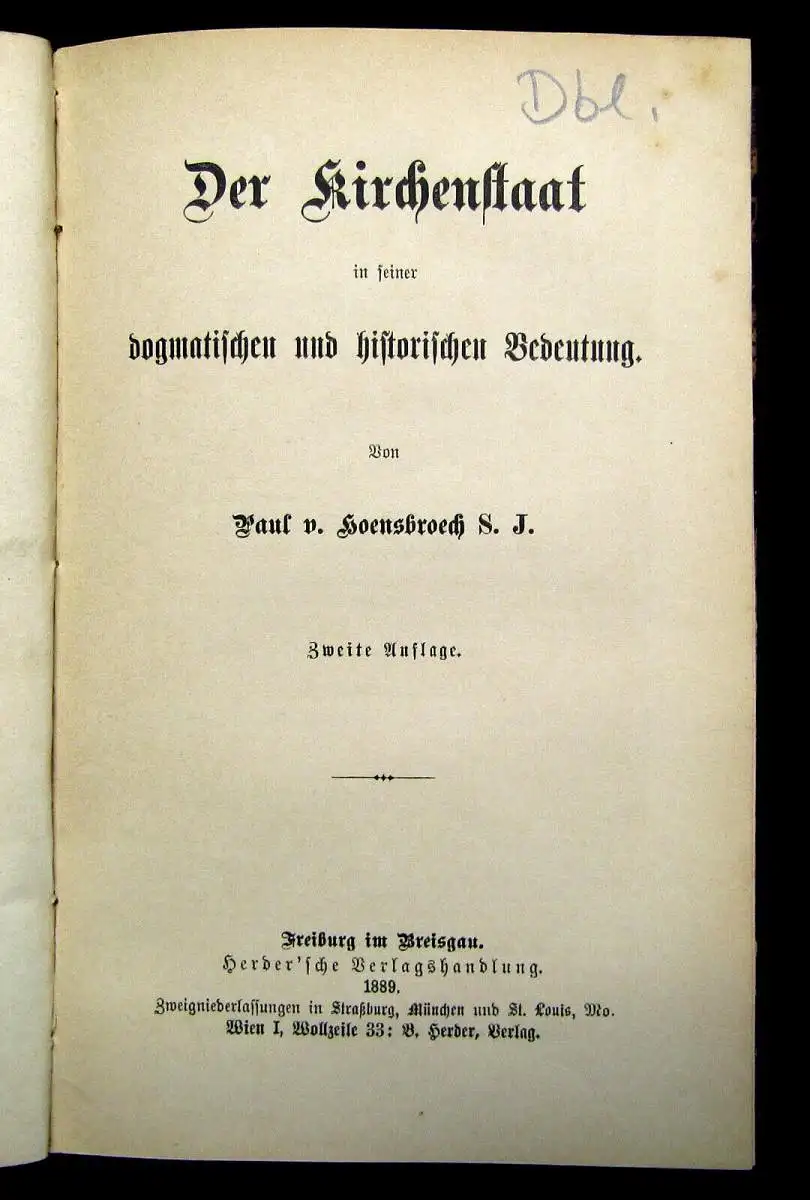 Dbl.
Der Kirchenstaat
in seiner
dogmatischen und historischen Bedeutung.
Von
Paul v. Hoensbroech S. J.
Zweite Auflage.
Freiburg im Breisgau.
Herder'sche Verlagshandlung.
1889.
Zweigniederlassungen in Straßburg, München und St. Louis, Mo.
Wien I, Wollzeile 33: B. Herder, Verlag.